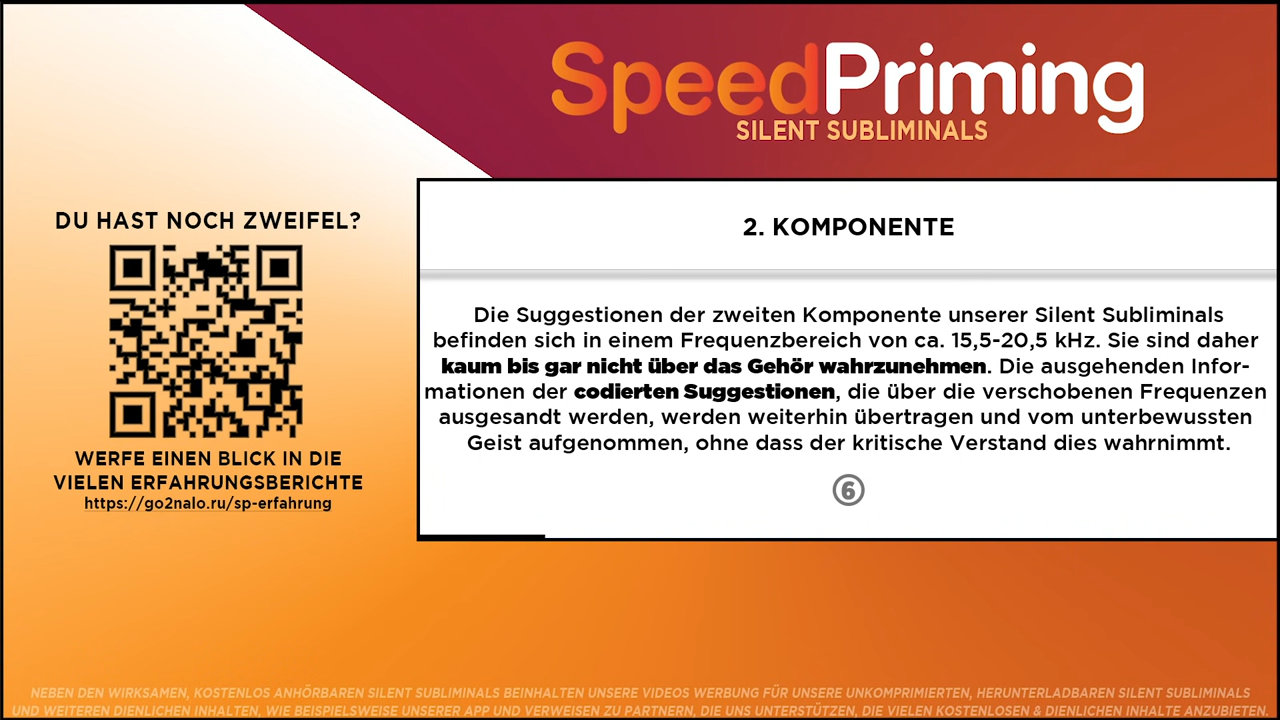 SpeedPriming
SILENT SUBLIMINALS
DU HAST NOCH ZWEIFEL?
WERFE EINEN BLICK IN DIE
VIELEN ERFAHRUNGSBERICHTE
https://go2nalo.ru/sp-erfahrung
2. KOMPONENTE
Die Suggestionen der zweiten Komponente unserer Silent Subliminals
befinden sich in einem Frequenzbereich von ca. 15,5-20,5 kHz. Sie sind daher
kaum bis gar nicht über das Gehör wahrzunehmen. Die ausgehenden Infor-
mationen der codierten Suggestionen, die über die verschobenen Frequenzen
ausgesandt werden, werden weiterhin übertragen und vom unterbewussten
Geist aufgenommen, ohne dass der kritische Verstand dies wahrnimmt.
6
NEBEN DEN WIRKSAMEN, KOSTENLOS ANHÖRBAREN SILENT SUBLIMINALS BEINHALTEN UNSERE VIDEOS WERBUNG FÜR UNSERE UNKOMPRIMIERTEN, HERUNTERLADBAREN SILENT SUBLIMINALS
UND WEITEREN DIENLICHEN INHALTEN, WIE BEISPIELSWEISE UNSERER APP UND VERWEISEN ZU PARTNERN, DIE UNS UNTERSTÜTZEN, DIE VIELEN KOSTENLOSEN & DIENLICHEN INHALTE ANZUBIETEN.